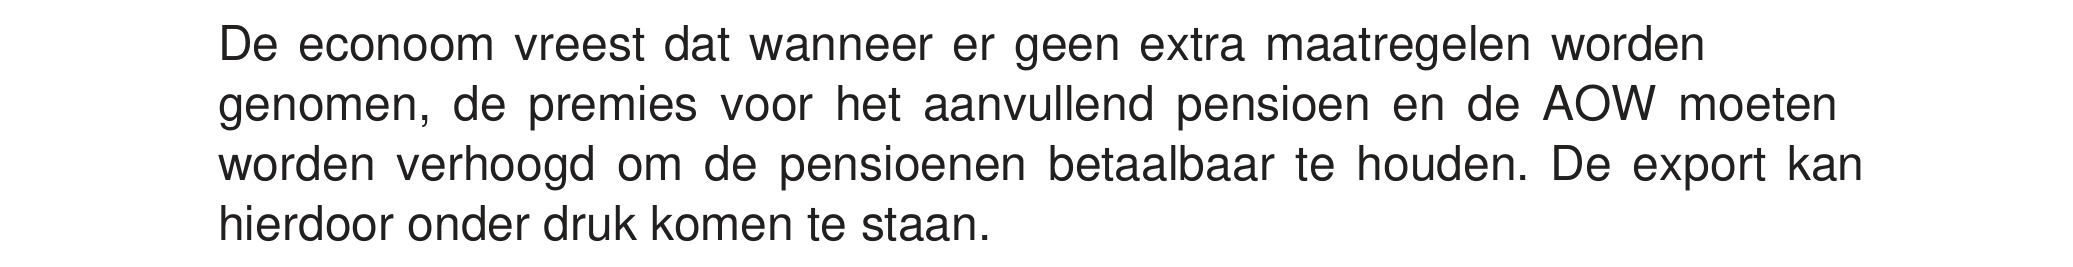 De econoom vreest dat wanneer er geen extra maatregelen worden
genomen, de premies voor het aanvullend pensioen en de AOW moeten
worden verhoogd om de pensioenen betaalbaar te houden. De export kan
hierdoor onder druk komen te staan.